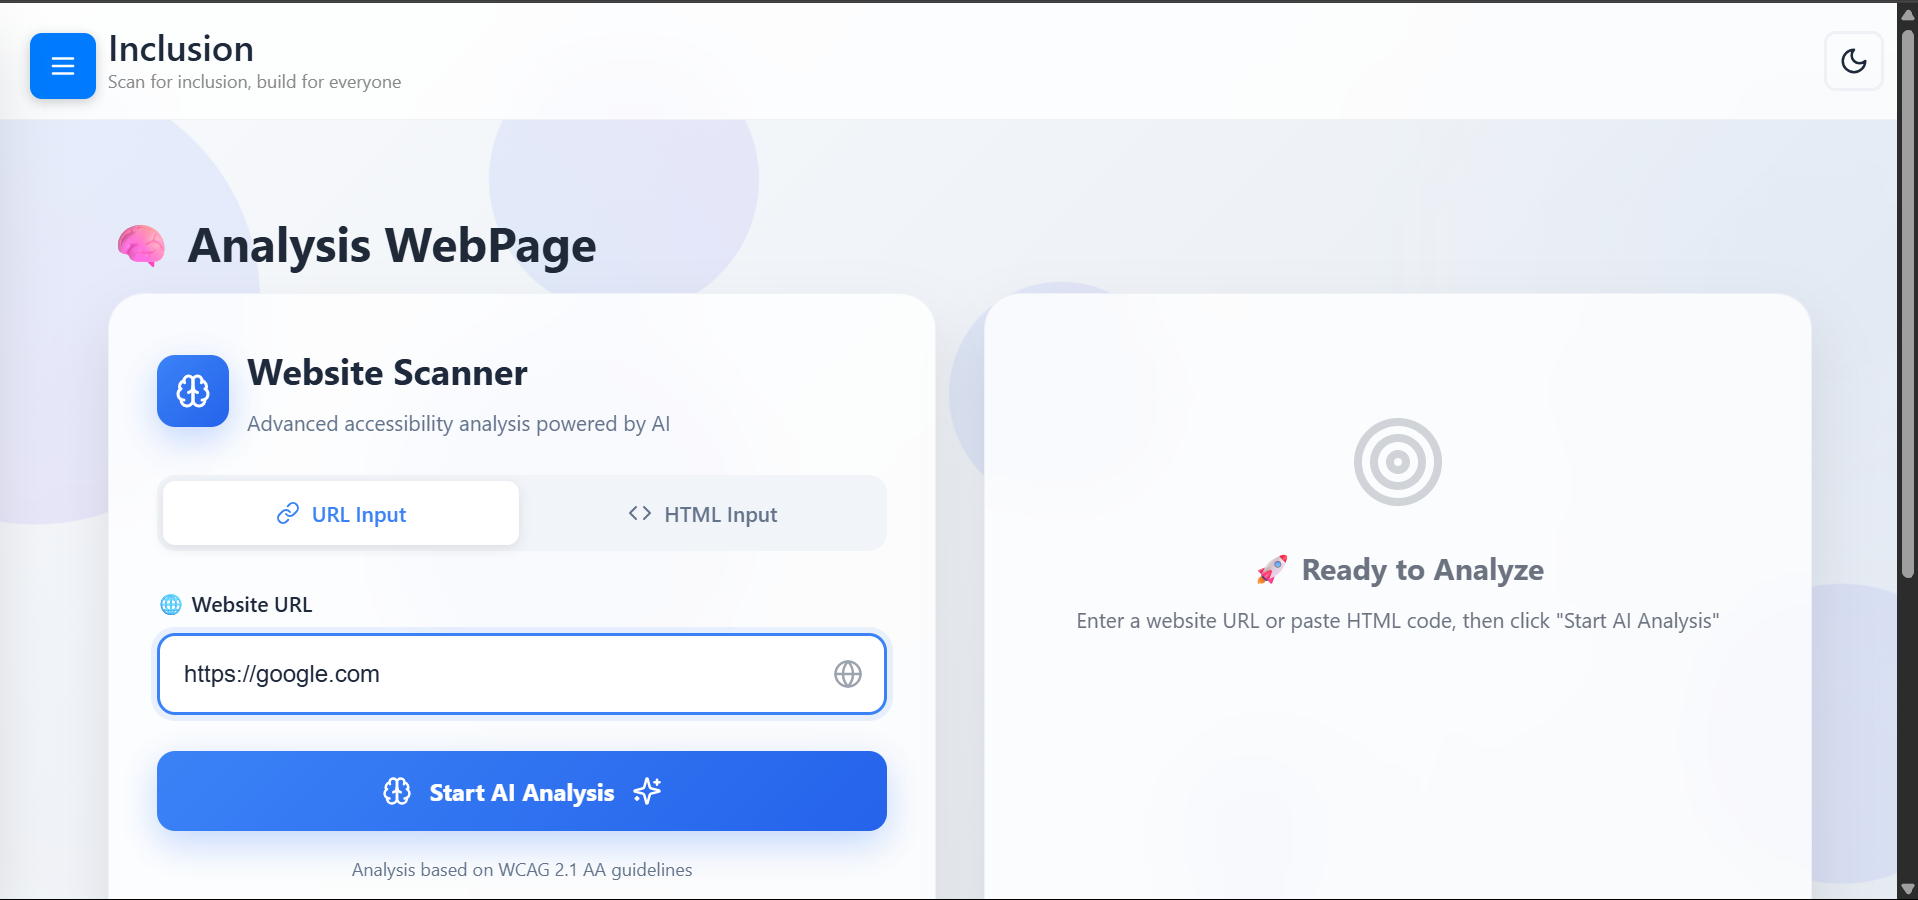 Inclusion
Scan for inclusion, build for everyone
Analysis WebPage
Website Scanner
Advanced accessibility analysis powered by AI
URL Input
HTML Input
Website URL
https://google.com
Start AI Analysis
Analysis based on WCAG 2.1 AA guidelines
Ready to Analyze
Enter a website URL or paste HTML code, then click "Start AI Analysis"